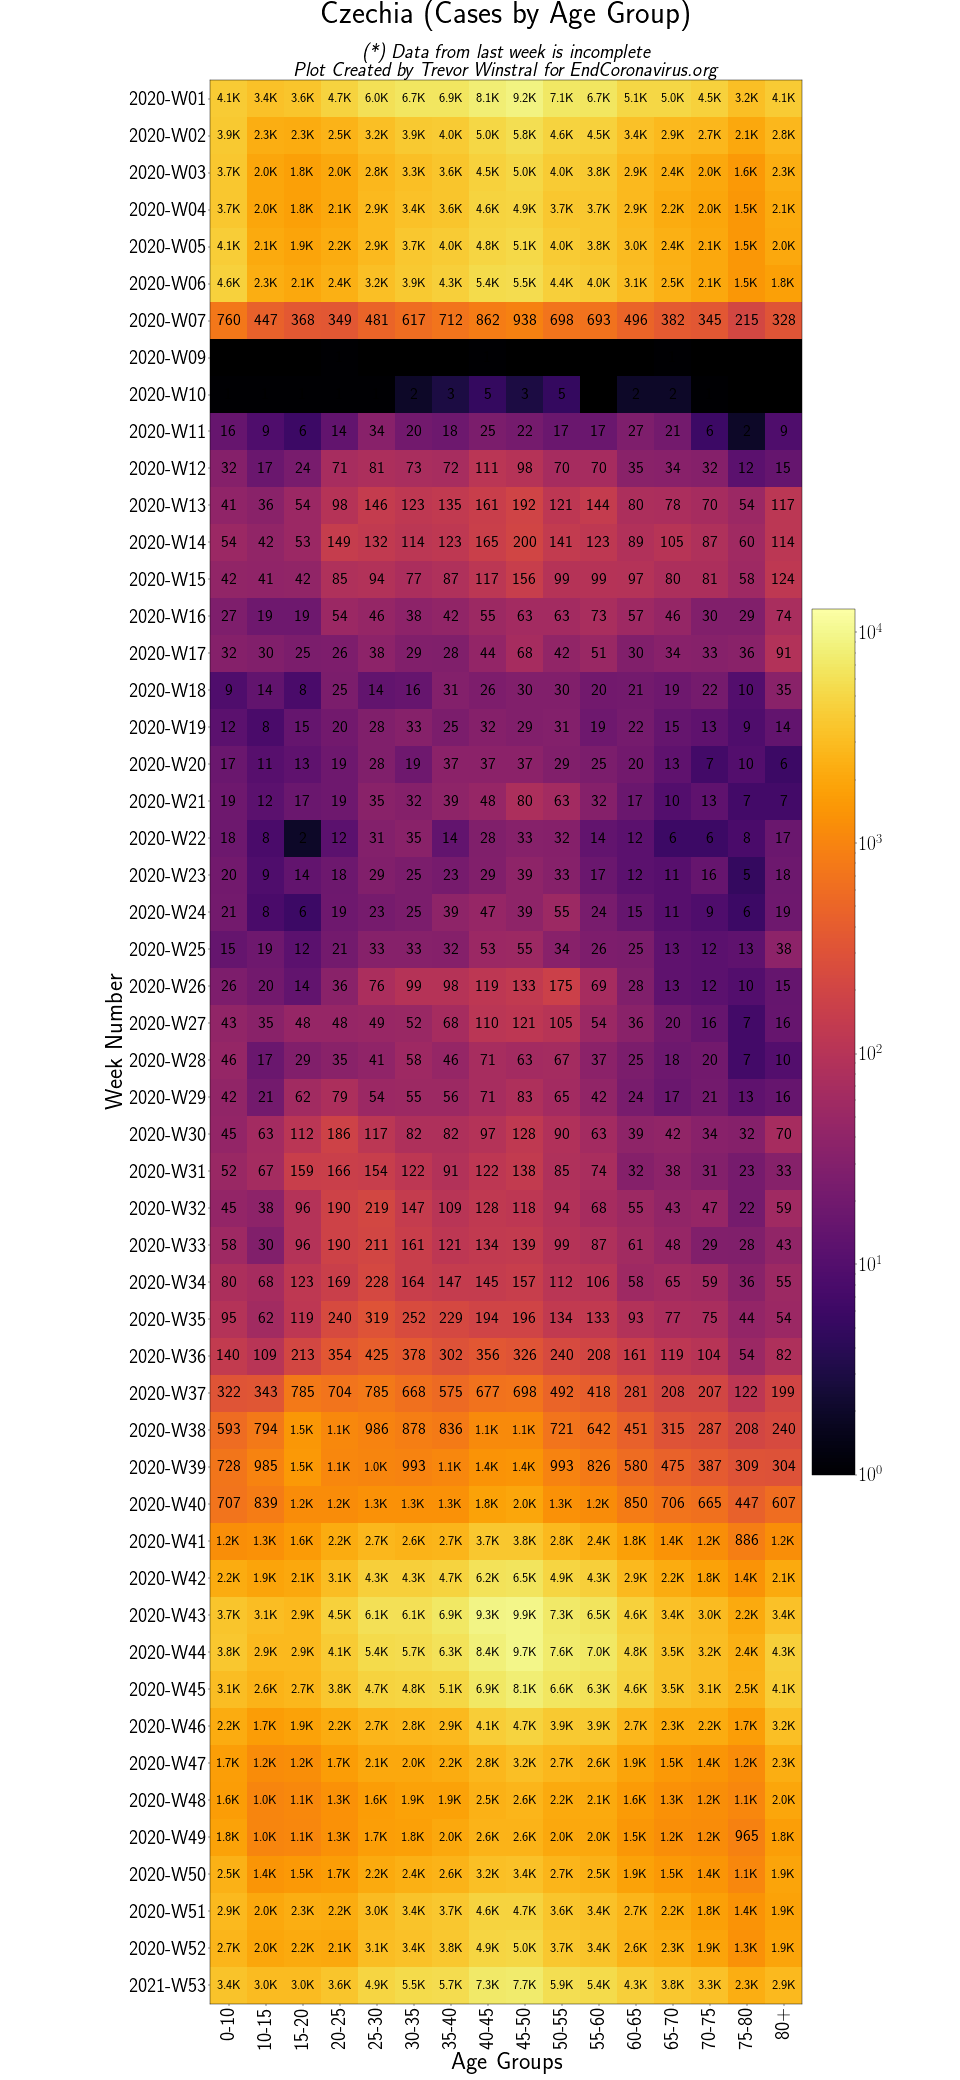 Czechia (Cases by Age Group)
(*) Data from last week is incomplete
Plot Created by Trevor Winstral for EndCoronavirus.org
2020-W01 4.1K 3.4K 3.6K 4.7K 6.0K 6.7K 6.9K 8.1K 9.2K 7.1K 6.7K 5.1K 5.0K 4.5K 3.2K 4.1K
2020-W02 3.9K 2.3K 2.3K 2.5K 3.2K 3.9K 4.0K 5.0K 5.8K 4.6K 4.5K 3.4K 2.9K 2.7K 2.1K 2.8K
2020-W03 3.7K 2.0K 1.8K 2.0K 2.8K 3.3K 3.6K 4.5K 5.0K 4.0K 3.8K 2.9K 2.4K 2.0K 1.6K 2.3K
2020-W04 3.7K 2.0K 1.8K 2.1K 2.9K 3.4K 3.6K 4.6K 4.9K 3.7K 3.7K 2.9K 2.2K 2.0K 1.5K 2.1K
2020-W05 4.1K 2.1K 1.9K 2.2K 2.9K 3.7K 4.0K 4.8K 5.1K 4.0K 3.8K 3.0K 2.4K 2.1K 1.5K 2.0K
2020-W06 4.6K 2.3K 2.1K 2.4K 3.2K 3.9K 4.3K 5.4K 5.5K 4.4K 4.0K 3.1K 2.5K 2.1K 1.5K 1.8K
2020-W07 760 447 368 349 481 617 712 862 938 698 693 496 382 345 215 328
2020-W09
2020-W10 2 3 5 3 5 2 2
2020-W11 16 9 6 14 34 20 18 25 22 17 17 27 21 6 2 9
2020-W12 32 17 24 71 81 73 72 111 98 70 70 35 34 32 12 15
2020-W13 41 36 54 98 146 123 135 161 192 121 144 80 78 70 54 117
2020-W14 54 42 53 149 132 114 123 165 200 141 123 89 105 87 60 114
2020-W15 42 41 42 85 94 77 87 117 156 99 99 97 80 81 58 124
2020-W16 27 19 19 54 46 38 42 55 63 63 73 57 46 30 29 74
2020-W17 32 30 25 26 38 29 28 44 68 42 51 30 34 33 36 91
2020-W18 9 14 8 25 14 16 31 26 30 30 20 21 19 22 10 35
2020-W19 12 8 15 20 28 33 25 32 29 31 19 22 15 13 9 14
2020-W20 17 11 13 19 28 19 37 37 37 29 25 20 13 7 10 6
2020-W21 19 12 17 19 35 32 39 48 80 63 32 17 10 13 7 7
2020-W22 18 8 2 12 31 35 14 28 33 32 14 12 6 6 8 17
2020-W23 20 9 14 18 29 25 23 29 39 33 17 12 11 16 5 18
2020-W24 21 8 6 19 23 25 39 47 39 55 24 15 11 9 6 19
2020-W25 15 19 12 21 33 33 32 53 55 34 26 25 13 12 13 38
2020-W26 26 20 14 36 76 99 98 119 133 175 69 28 13 12 10 15
2020-W27 43 35 48 48 49 52 68 110 121 105 54 36 20 16 7 16
2020-W28 46 17 29 35 41 58 46 71 63 67 37 25 18 20 7 10
2020-W29 42 21 62 79 54 55 56 71 83 65 42 24 17 21 13 16
2020-W30 45 63 112 186 117 82 82 97 128 90 63 39 42 34 32 70
2020-W31 52 67 159 166 154 122 91 122 138 85 74 32 38 31 23 33
2020-W32 45 38 96 190 219 147 109 128 118 94 68 55 43 47 22 59
2020-W33 58 30 96 190 211 161 121 134 139 99 87 61 48 29 28 43
2020-W34 80 68 123 169 228 164 147 145 157 112 106 58 65 59 36 55
2020-W35 95 62 119 240 319 252 229 194 196 134 133 93 77 75 44 54
2020-W36 140 109 213 354 425 378 302 356 326 240 208 161 119 104 54 82
2020-W37 322 343 785 704 785 668 575 677 698 492 418 281 208 207 122 199
2020-W38 593 794 1.5K 1.1K 986 878 836 1.1K 1.1K 721 642 451 315 287 208 240
2020-W39 728 985 1.5K 1.1K 1.0K 993 1.1K 1.4K 1.4K 993 826 580 475 387 309 304
2020-W40 707 839 1.2K 1.2K 1.3K 1.3K 1.3K 1.8K 2.0K 1.3K 1.2K 850 706 665 447 607
2020-W41 1.2K 1.3K 1.6K 2.2K 2.7K 2.6K 2.7K 3.7K 3.8K 2.8K 2.4K 1.8K 1.4K 1.2K 886 1.2K
2020-W42 2.2K 1.9K 2.1K 3.1K 4.3K 4.3K 4.7K 6.2K 6.5K 4.9K 4.3K 2.9K 2.2K 1.8K 1.4K 2.1K
2020-W43 3.7K 3.1K 2.9K 4.5K 6.1K 6.1K 6.9K 9.3K 9.9K 7.3K 6.5K 4.6K 3.4K 3.0K 2.2K 3.4K
2020-W44 3.8K 2.9K 2.9K 4.1K 5.4K 5.7K 6.3K 8.4K 9.7K 7.6K 7.0K 4.8K 3.5K 3.2K 2.4K 4.3K
2020-W45 3.1K 2.6K 2.7K 3.8K 4.7K 4.8K 5.1K 6.9K 8.1K 6.6K 6.3K 4.6K 3.5K 3.1K 2.5K 4.1K
2020-W46 2.2K 1.7K 1.9K 2.2K 2.7K 2.8K 2.9K 4.1K 4.7K 3.9K 3.9K 2.7K 2.3K 2.2K 1.7K 3.2K
2020-W47 1.7K 1.2K 1.2K 1.7K 2.1K 2.0K 2.2K 2.8K 3.2K 2.7K 2.6K 1.9K 1.5K 1.4K 1.2K 2.3K
2020-W48 1.6K 1.0K 1.1K 1.3K 1.6K 1.9K 1.9K 2.5K 2.6K 2.2K 2.1K 1.6K 1.3K 1.2K 1.1K 2.0K
2020-W49 1.8K 1.0K 1.1K 1.3K 1.7K 1.8K 2.0K 2.6K 2.6K 2.0K 2.0K 1.5K 1.2K 1.2K 965 1.8K
2020-W50 2.5K 1.4K 1.5K 1.7K 2.2K 2.4K 2.6K 3.2K 3.4K 2.7K 2.5K 1.9K 1.5K 1.4K 1.1K 1.9K
2020-W51 2.9K 2.0K 2.3K 2.2K 3.0K 3.4K 3.7K 4.6K 4.7K 3.6K 3.4K 2.7K 2.2K 1.8K 1.4K 1.9K
2020-W52 2.7K 2.0K 2.2K 2.1K 3.1K 3.4K 3.8K 4.9K 5.0K 3.7K 3.4K 2.6K 2.3K 1.9K 1.3K 1.9K
2021-W53 3.4K 3.0K 3.0K 3.6K 4.9K 5.5K 5.7K 7.3K 7.7K 5.9K 5.4K 4.3K 3.8K 3.3K 2.3K 2.9K
0-10 10-15 15-20 20-25 25-30 30-35 35-40 40-45 45-50 50-55 55-60 60-65 65-70 70-75 75-80 80+
Age Groups
Week Number
10⁴
10³
10²
10¹
10⁰